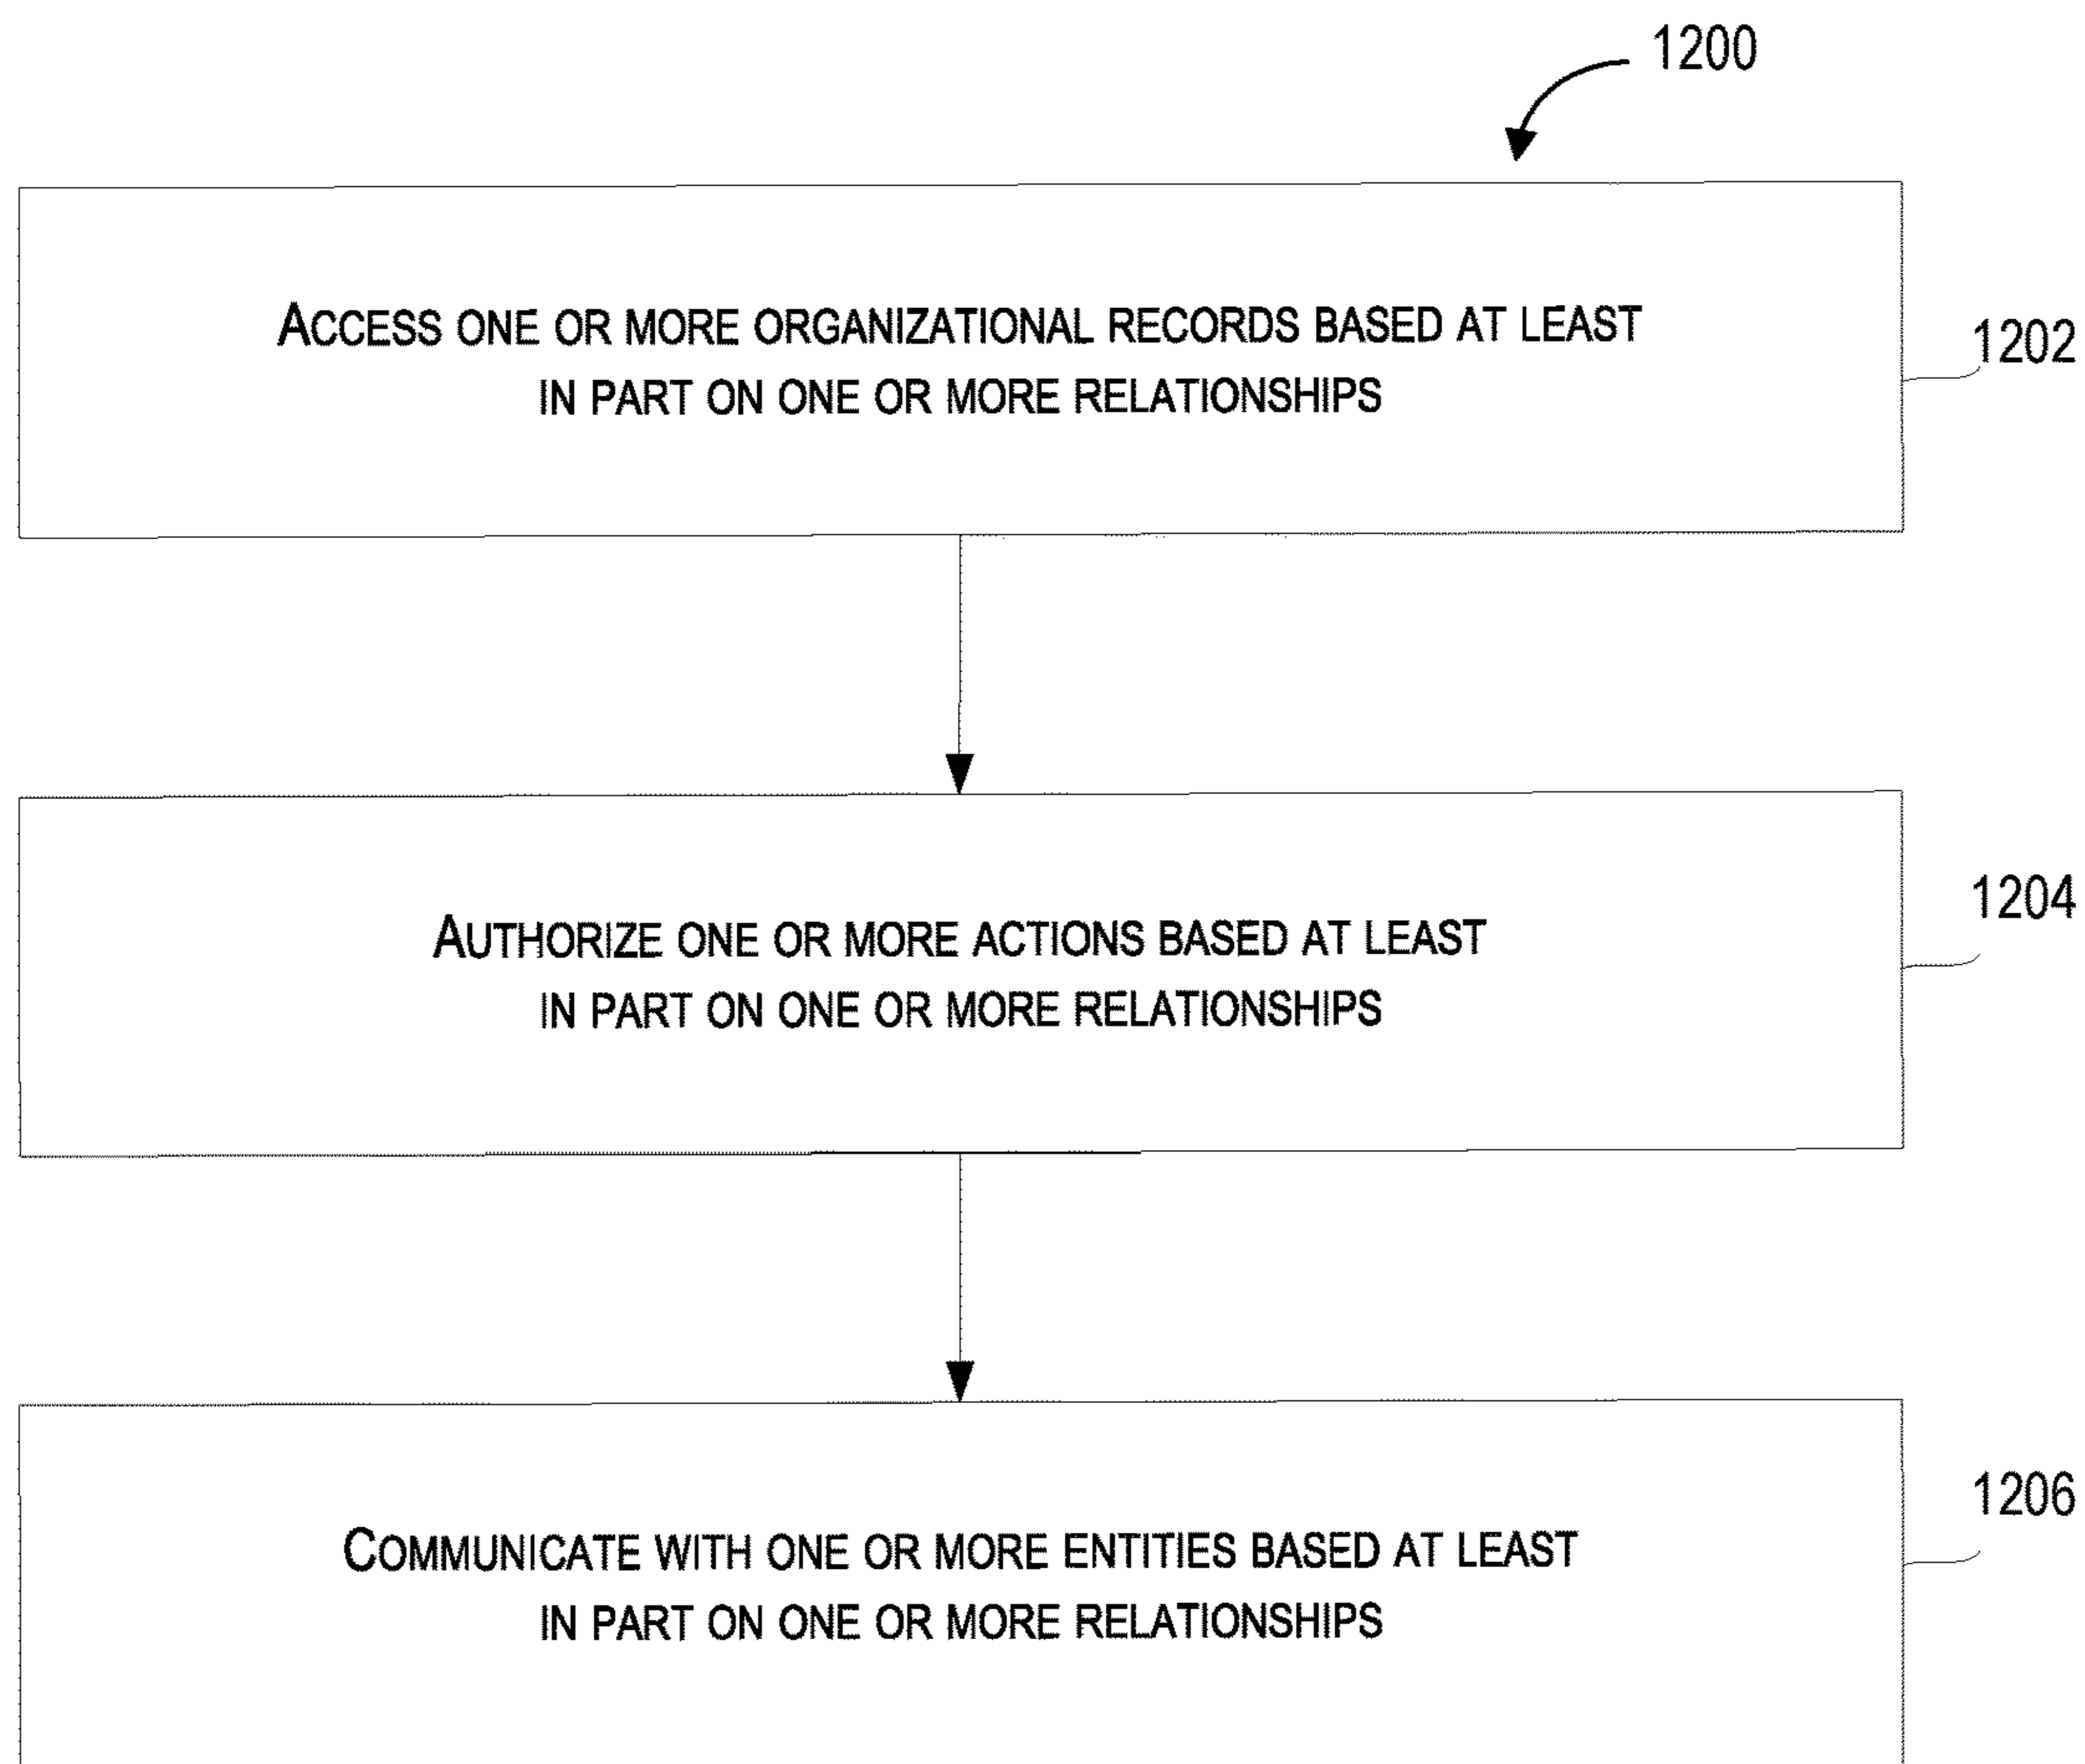 1200
ACCESS ONE OR MORE ORGANIZATIONAL RECORDS BASED AT LEAST
IN PART ON ONE OR MORE RELATIONSHIPS
1202
AUTHORIZE ONE OR MORE ACTIONS BASED AT LEAST
IN PART ON ONE OR MORE RELATIONSHIPS
1204
COMMUNICATE WITH ONE OR MORE ENTITIES BASED AT LEAST
IN PART ON ONE OR MORE RELATIONSHIPS
1206